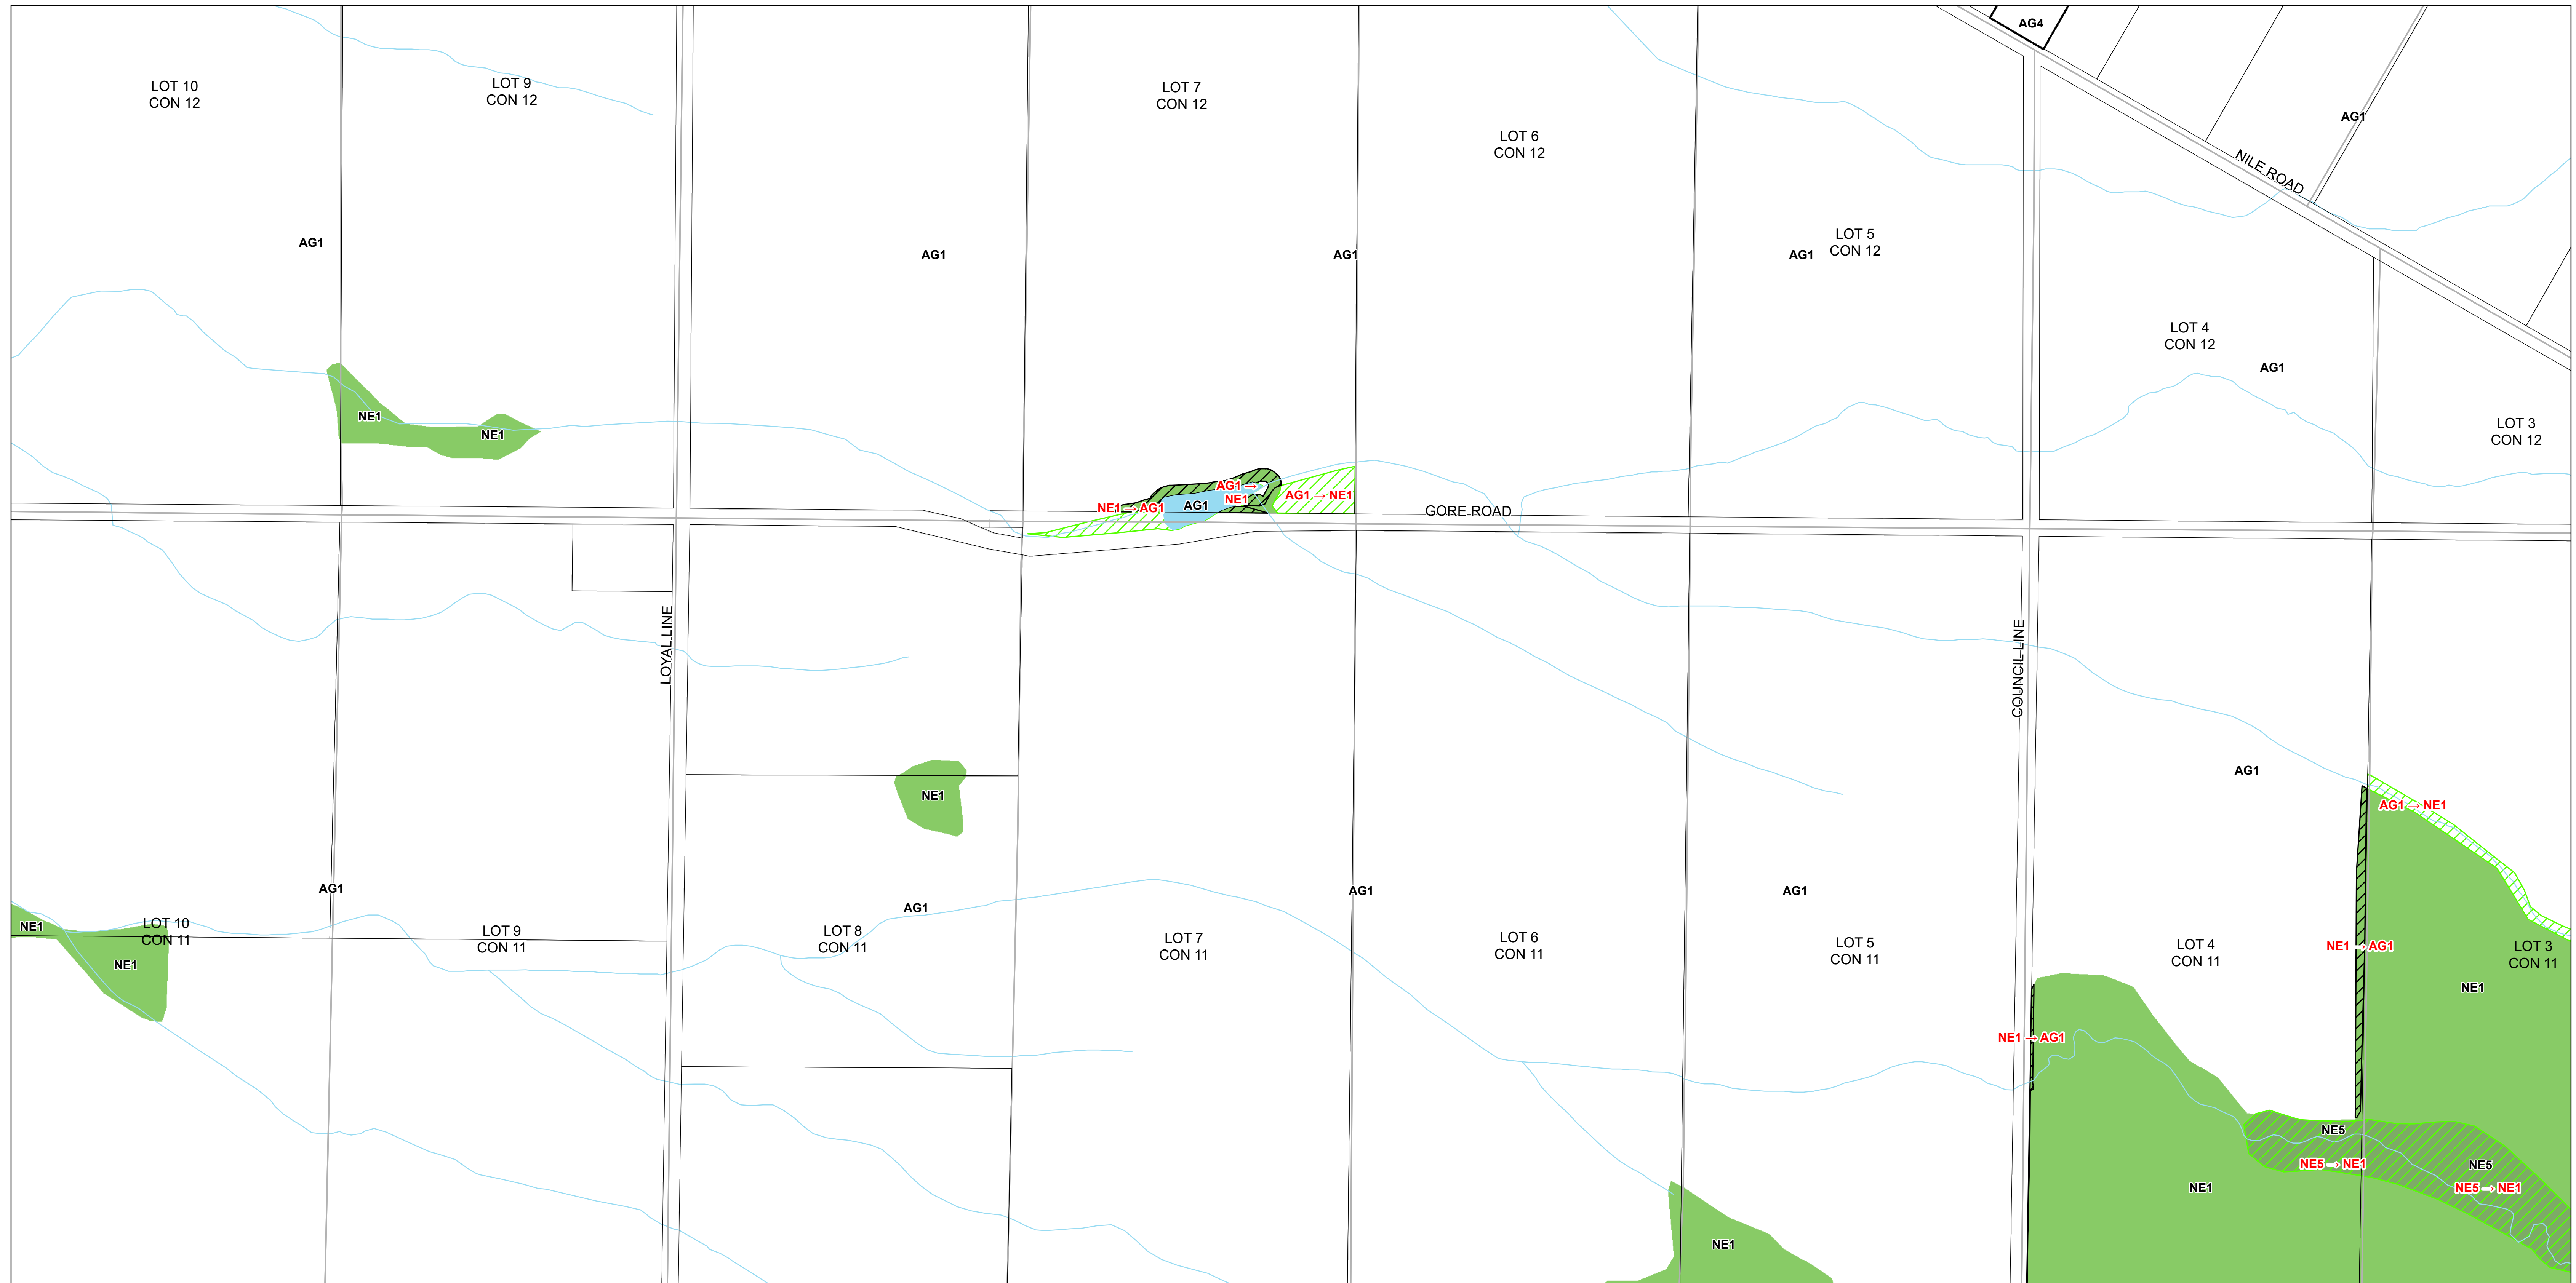 AG4
LOT 10
CON 12
LOT 9
CON 12
LOT 7
CON 12
AG1
LOT 6
CON 12
NILE ROAD
AG1
AG1
AG1
AG1
LOT 5
CON 12
LOT 4
CON 12
AG1
NE1
NE1
LOT 3
CON 12
AG1 →
NE1
AG1 → NE1
NE1 → AG1
AG1
GORE ROAD
LOYAL LINE
COUNCIL LINE
AG1
NE1
AG1 → NE1
AG1
AG1
AG1
AG1
NE1
LOT 10
CON 11
NE1
LOT 9
CON 11
LOT 8
CON 11
LOT 7
CON 11
LOT 6
CON 11
LOT 5
CON 11
LOT 4
CON 11
NE1 → AG1
LOT 3
CON 11
NE1
NE1 → AG1
NE5
NE5 → NE1
NE5
NE5 → NE1
NE1
NE1